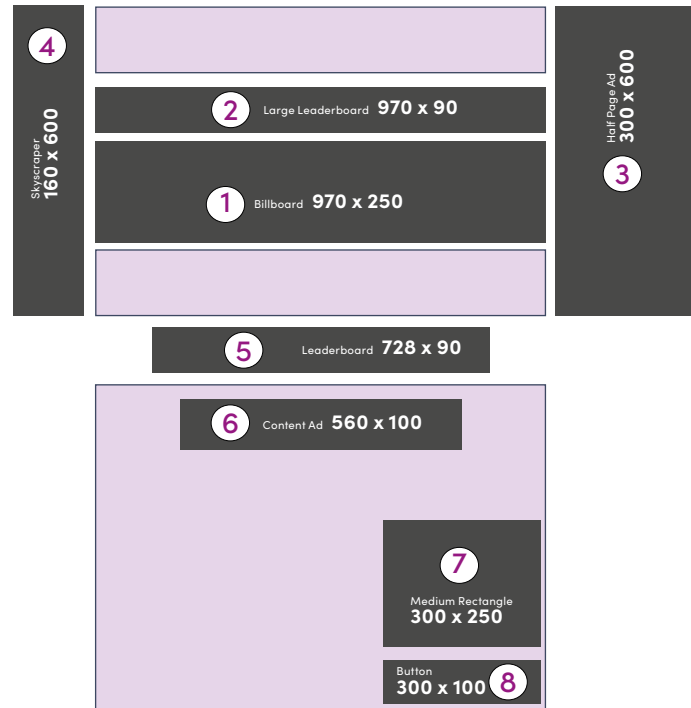 4
Skyscraper
160 x 600
2 Large Leaderboard 970 x 90
1 Billboard 970 x 250
Half Page Ad
300 x 600
3
5 Leaderboard 728 x 90
6 Content Ad 560 x 100
7
Medium Rectangle
300 x 250
Button
300 x 100 8